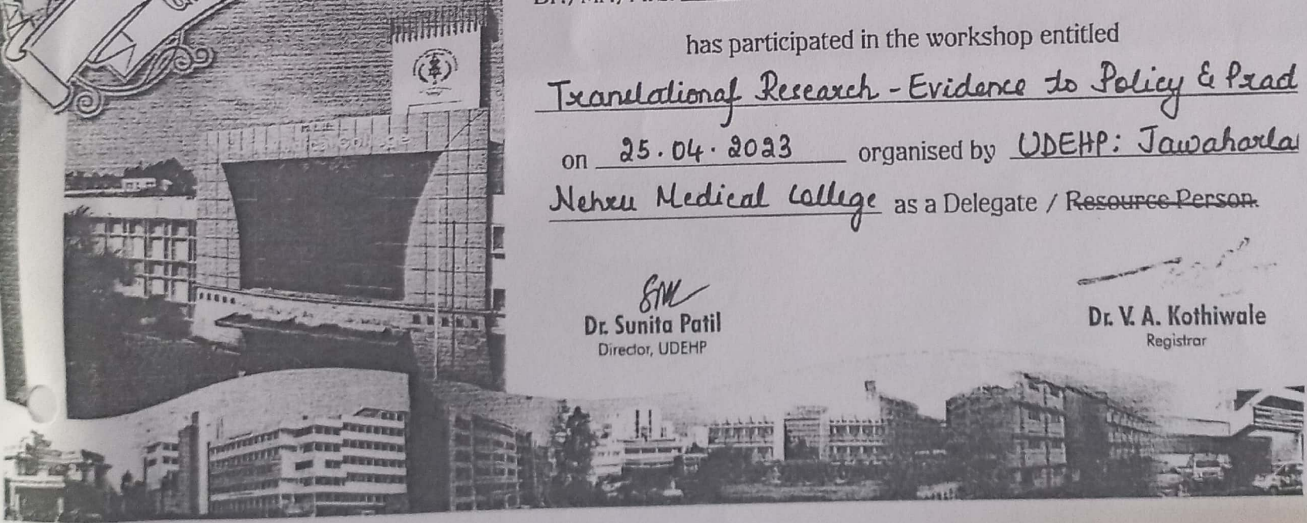 has participated in the workshop entitled
Translational Research - Evidence to Policy & Prad
on 25.04.2023 organised by UDEHP: Jawaharla
Nehru Medical College as a Delegate / Resource Person.
Dr. Sunita Patil
Director, UDEHP
Dr. V. A. Kothiwale
Registrar